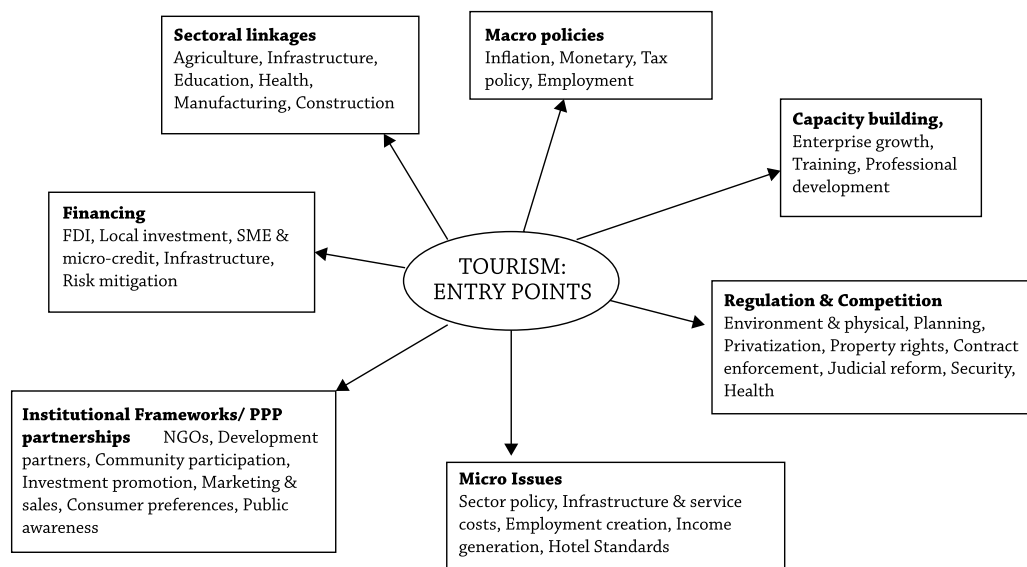 Sectoral linkages
Agriculture, Infrastructure,
Education, Health,
Manufacturing, Construction
Macro policies
Inflation, Monetary, Tax
policy, Employment
Capacity building,
Enterprise growth,
Training, Professional
development
Financing
FDI, Local investment, SME &
micro-credit, Infrastructure,
Risk mitigation
TOURISM:
ENTRY POINTS
Regulation & Competition
Environment & physical, Planning,
Privatization, Property rights, Contract
enforcement, Judicial reform, Security,
Health
Institutional Frameworks/ PPP
partnerships NGOs, Development
partners, Community participation,
Investment promotion, Marketing &
sales, Consumer preferences, Public
awareness
Micro Issues
Sector policy, Infrastructure & service
costs, Employment creation, Income
generation, Hotel Standards